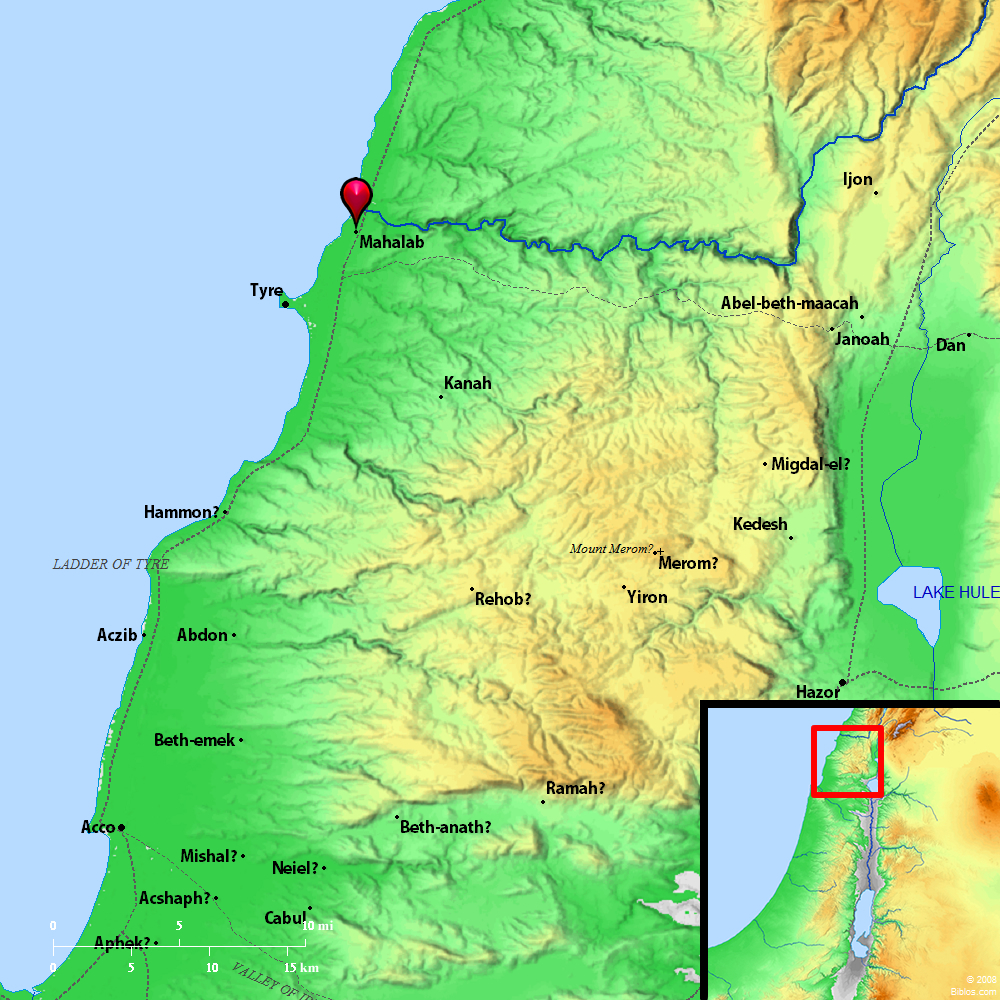 Ijon
Mahalab
Tyre
Abel-beth-maacah
Janoah
Dan
Kanah
Migdal-el?
Hammon?
Kedesh
Mount Merom?
Merom?
LADDER OF TYRE
Rehob?
Yiron
LAKE HULE
Aczib
Abdon
Hazor
Beth-emek
Ramah?
Acco
Beth-anath?
Mishal?
Neiel?
Acshaph?
Cabul
0 5 10 mi
Aphek?
0 5 10 15 km
VALLEY OF
© 2008
Biblos.com